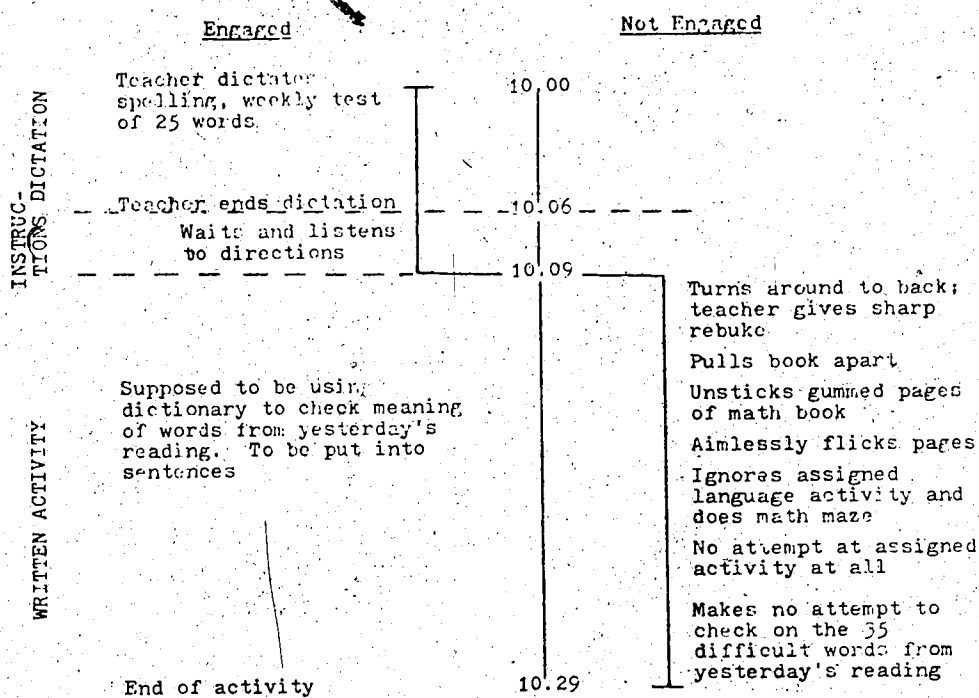 Engaged
Not Engaged
Teacher dictates
spelling, weekly test
of 25 words
10.00
INSTRUC-
TIONS DICTATION
Teacher ends dictation
10.06
Waits and listens
to directions
10.09
Turns around to back;
teacher gives sharp
rebuke
Pulls book apart
Unsticks gummed pages
of math book
Aimlessly flicks pages
Ignores assigned
language activity and
does math maze
No attempt at assigned
activity at all
Makes no attempt to
check on the 35
difficult words from
yesterday's reading
WRITTEN ACTIVITY
Supposed to be using
dictionary to check meaning
of words from yesterday's
reading. To be put into
sentences
End of activity
10.29